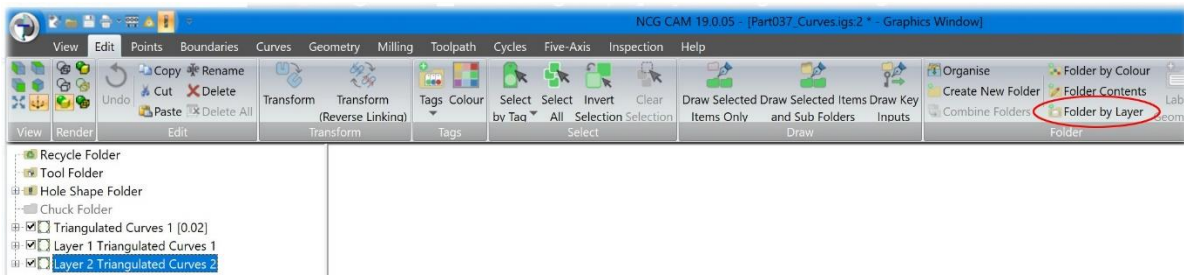 NCG CAM 19.0.05 - [Part037_Curves.igs:2 * - Graphics Window]
View Edit Points Boundaries Curves Geometry Milling Toolpath Cycles Five-Axis Inspection Help
Undo
Copy Rename
Cut Delete
Paste Delete All
Transform
Transform
(Reverse Linking)
Tags Colour
Select
by Tag
Select
All
Invert
Selection
Clear
Selection
Draw Selected
Items Only
Draw Selected Items
and Sub Folders
Draw Key
Inputs
Organise
Create New Folder
Combine Folders
Folder by Colour
Folder Contents
Folder by Layer
View Render Edit Transform Tags Select Draw Folder
Recycle Folder
Tool Folder
Hole Shape Folder
Chuck Folder
Triangulated Curves 1 [0.02]
Layer 1 Triangulated Curves 1
Layer 2 Triangulated Curves 2